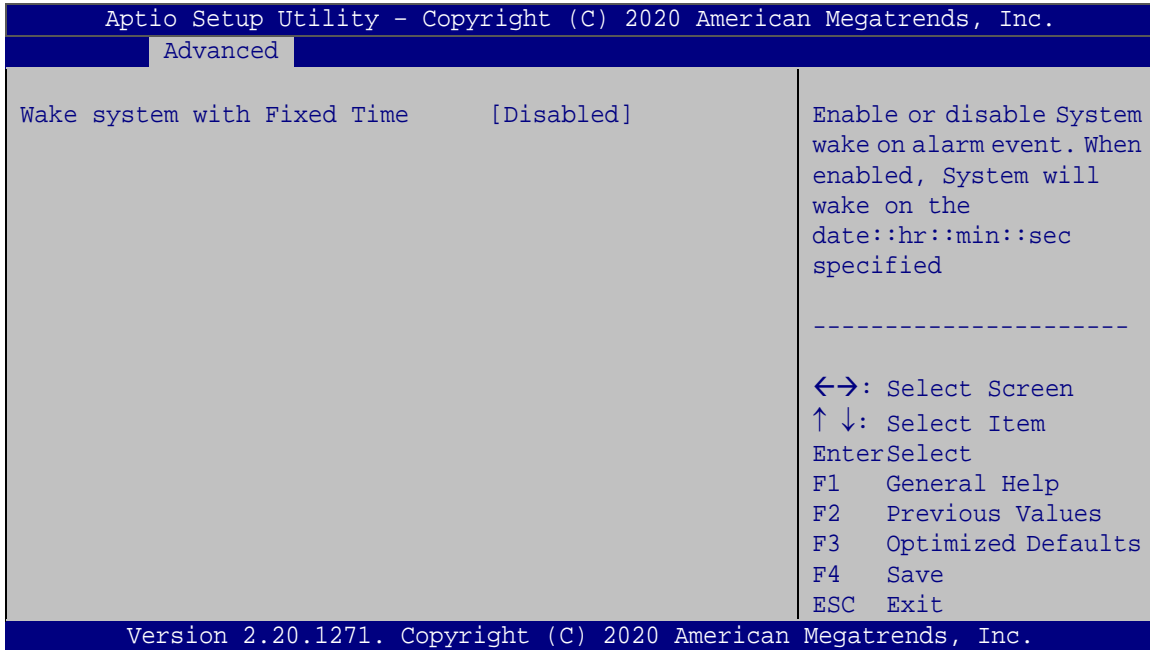 Aptio Setup Utility – Copyright (C) 2020 American Megatrends, Inc.
Advanced
Wake system with Fixed Time [Disabled]
Enable or disable System
wake on alarm event. When
enabled, System will
wake on the
date::hr::min::sec
specified
----------------------
←→: Select Screen
↑ ↓: Select Item
EnterSelect
F1 General Help
F2 Previous Values
F3 Optimized Defaults
F4 Save
ESC Exit
Version 2.20.1271. Copyright (C) 2020 American Megatrends, Inc.